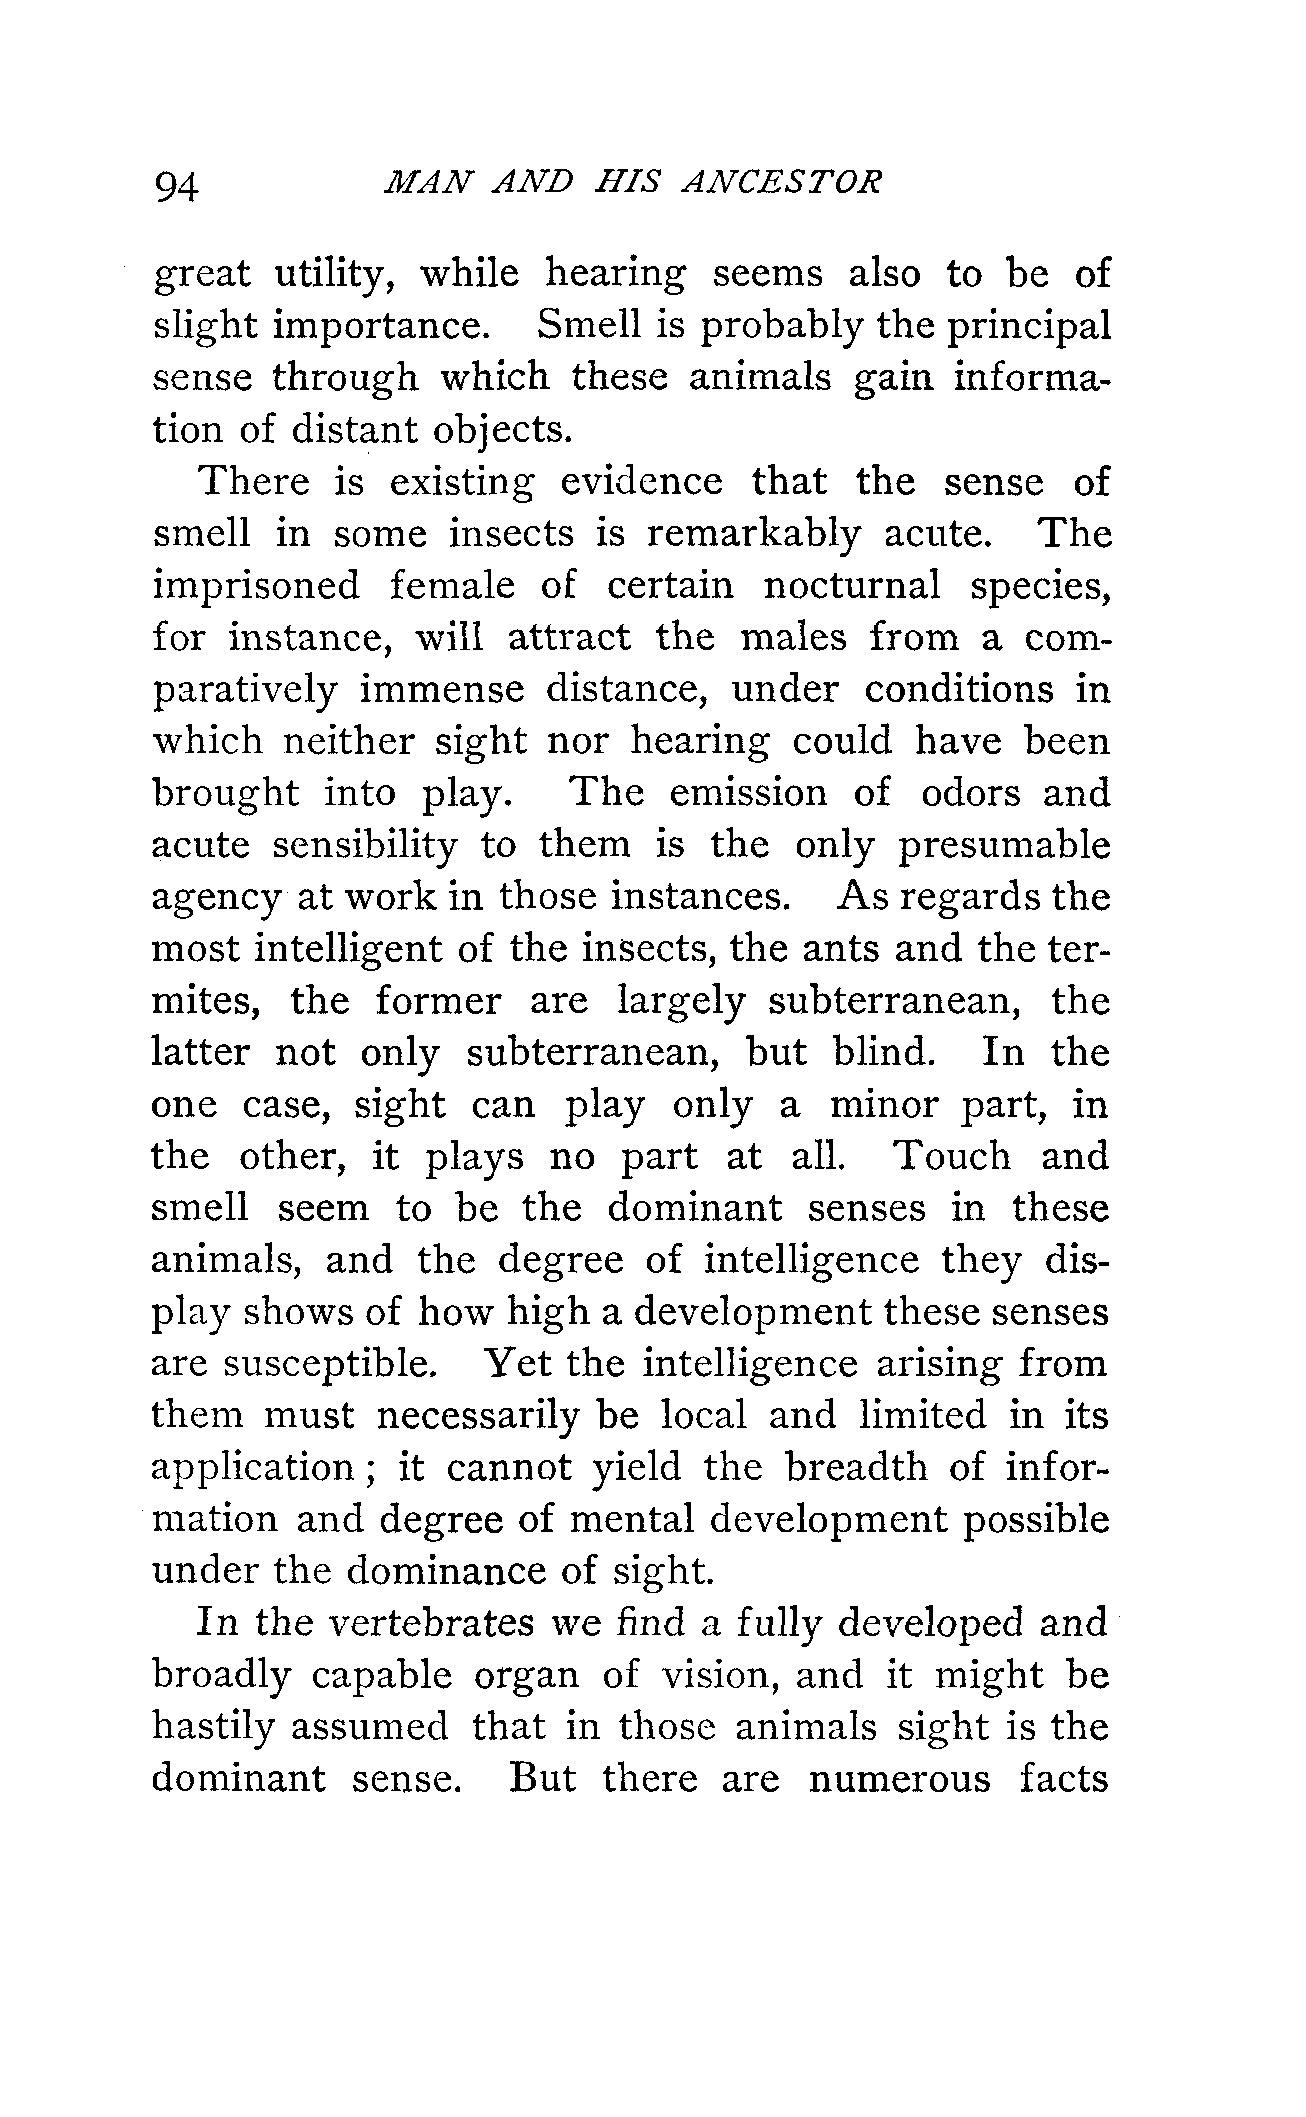 94 MAN AND HIS ANCESTOR
great utility, while hearing seems also to be of
slight importance. Smell is probably the principal
sense through which these animals gain informa-
tion of distant objects.
There is existing evidence that the sense of
smell in some insects is remarkably acute. The
imprisoned female of certain nocturnal species,
for instance, will attract the males from a com-
paratively immense distance, under conditions in
which neither sight nor hearing could have been
brought into play. The emission of odors and
acute sensibility to them is the only presumable
agency at work in those instances. As regards the
most intelligent of the insects, the ants and the ter-
mites, the former are largely subterranean, the
latter not only subterranean, but blind. In the
one case, sight can play only a minor part, in
the other, it plays no part at all. Touch and
smell seem to be the dominant senses in these
animals, and the degree of intelligence they dis-
play shows of how high a development these senses
are susceptible. Yet the intelligence arising from
them must necessarily be local and limited in its
application ; it cannot yield the breadth of infor-
mation and degree of mental development possible
under the dominance of sight.
In the vertebrates we find a fully developed and
broadly capable organ of vision, and it might be
hastily assumed that in those animals sight is the
dominant sense. But there are numerous facts